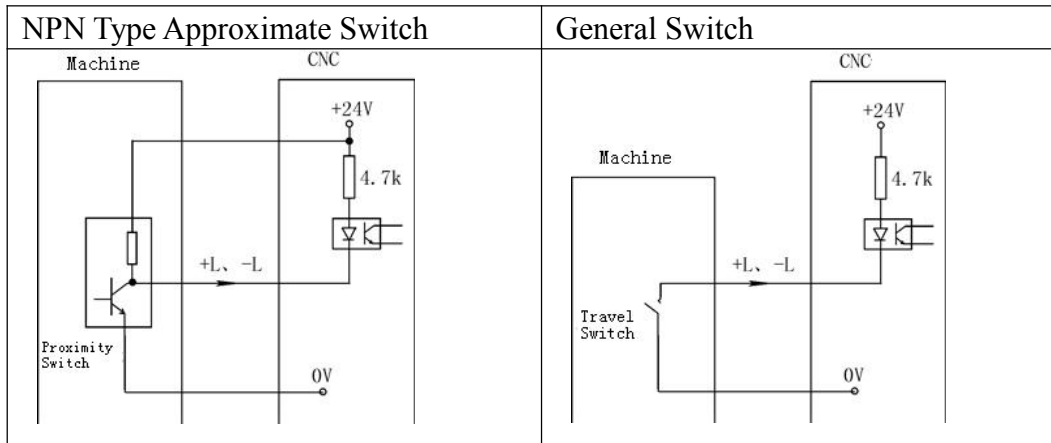 NPN Type Approximate Switch
General Switch
Machine
CNC
+24V
4.7k
+L、-L
Proximity
Switch
0V
CNC
+24V
Machine
4.7k
+L、-L
Travel
Switch
0V